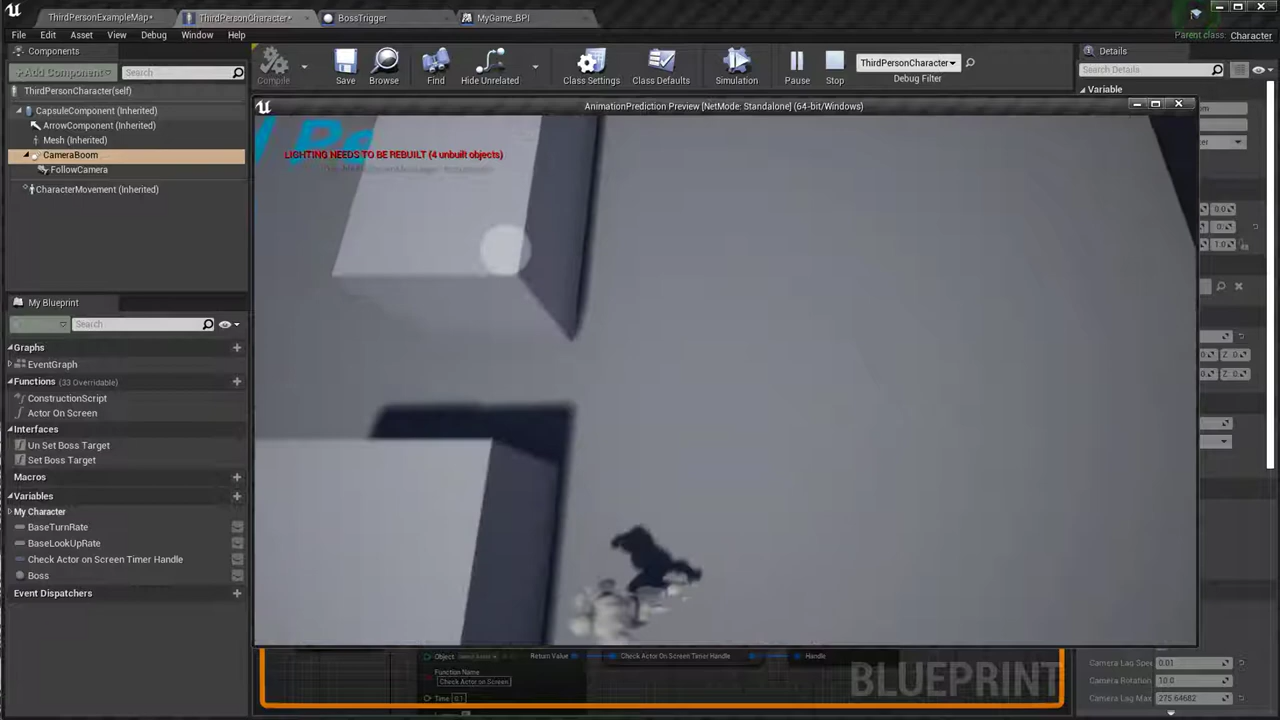 ThirdPersonExampleMap*
ThirdPersonCharacter*
BossTrigger
MyGame_BPI
File Edit Asset View Debug Window Help
Parent class: Character
Components
+Add Component
Search
ThirdPersonCharacter(self)
CapsuleComponent (Inherited)
ArrowComponent (Inherited)
Mesh (Inherited)
CameraBoom
FollowCamera
CharacterMovement (Inherited)
Compile
Save
Browse
Find
Hide Unrelated
Class Settings
Class Defaults
Simulation
Pause
Stop
ThirdPersonCharacter
Debug Filter
Details
Search Details
Variable
AnimationPrediction Preview [NetMode: Standalone] (64-bit/Windows)
LIGHTING NEEDS TO BE REBUILT (4 unbuilt objects)
My Blueprint
Search
Graphs
EventGraph
Functions (33 Overridable)
ConstructionScript
Actor On Screen
Interfaces
Un Set Boss Target
Set Boss Target
Macros
Variables
My Character
BaseTurnRate
BaseLookUpRate
Check Actor on Screen Timer Handle
Boss
Event Dispatchers
Object
Return Value
Check Actor On Screen Timer Handle
Handle
Function Name
Check Actor on Screen
Time 0.1
BLUEPRINT
Camera Lag Spee 0.01
Camera Rotation 10.0
Camera Lag Max 275.64682